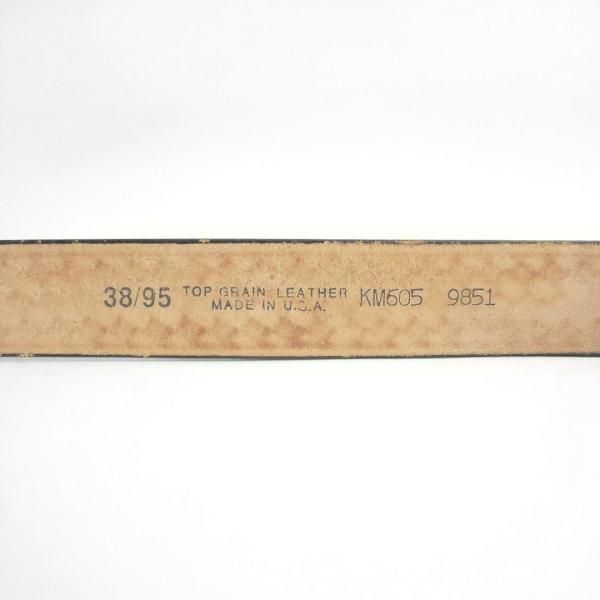 38/95 TOP GRAIN LEATHER KM605 9851
MADE IN U.S.A.